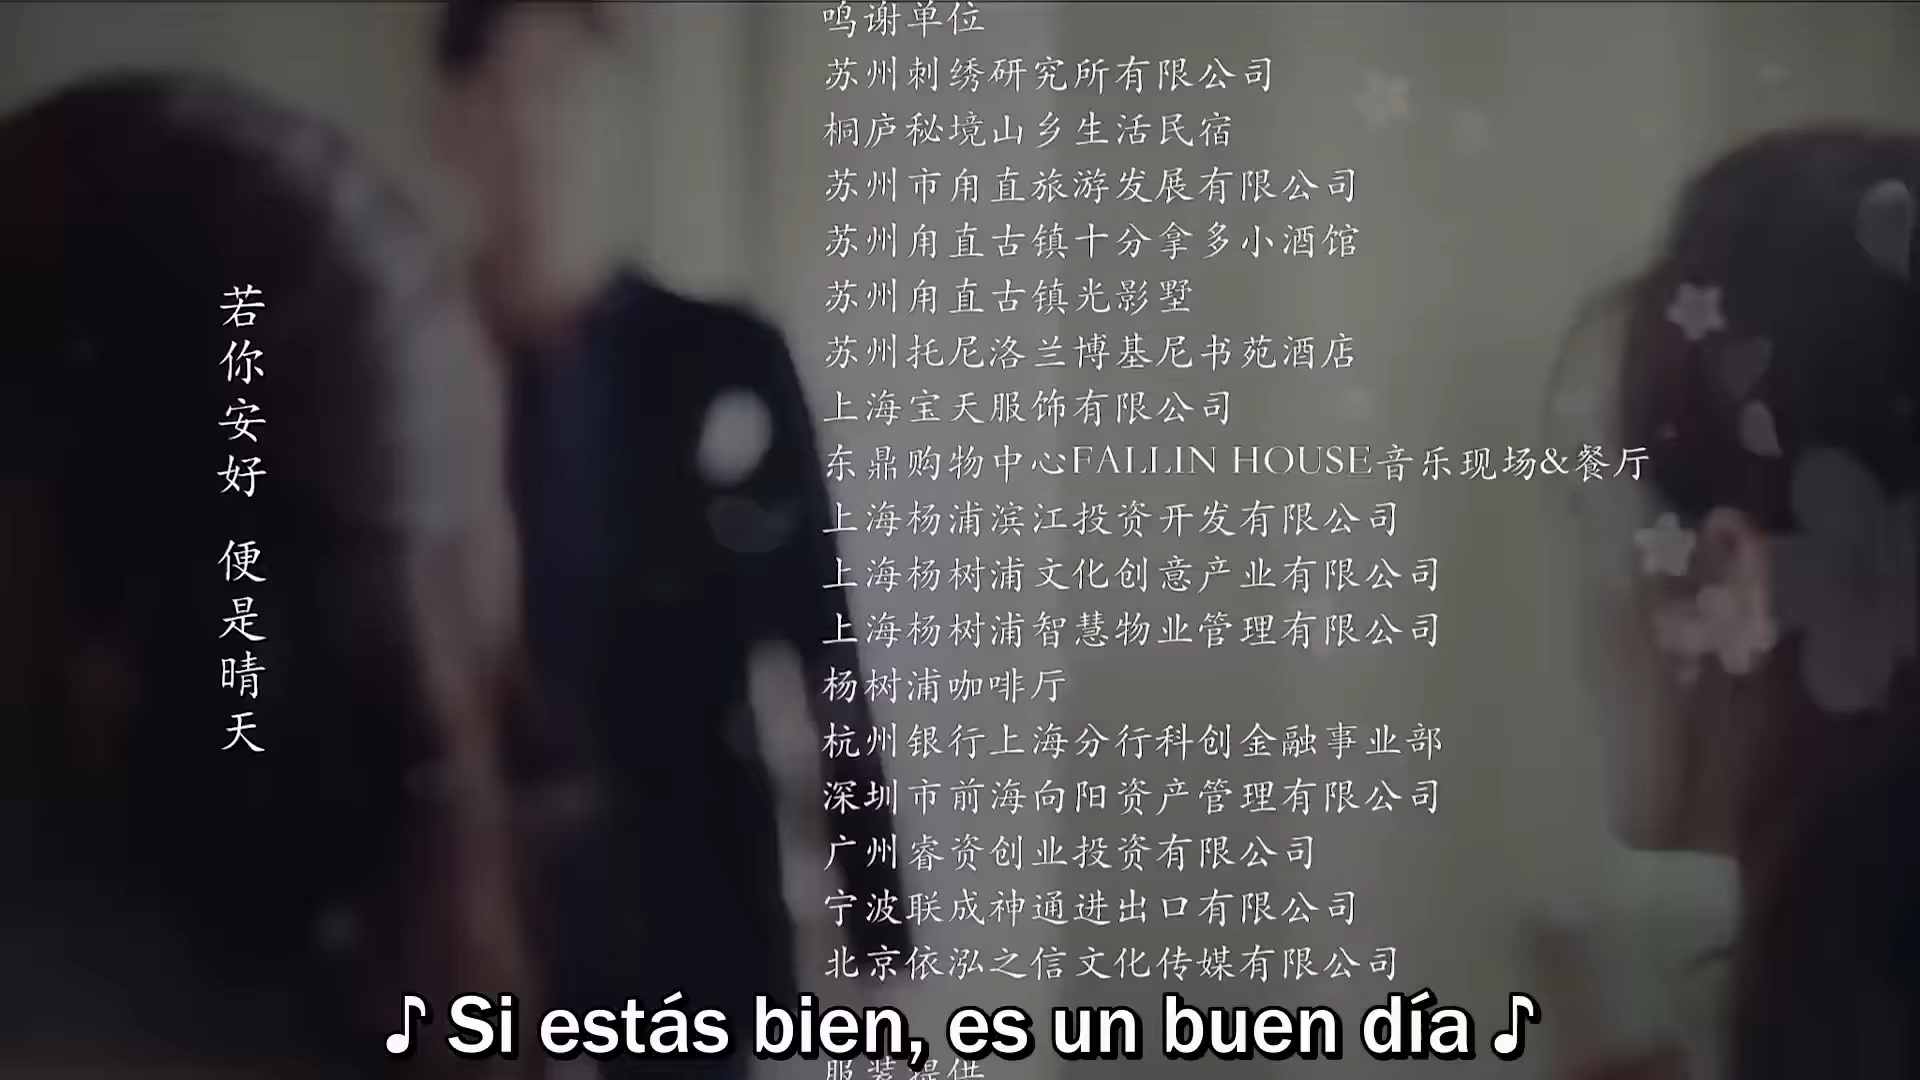 若你安好 便是晴天
鸣谢单位
苏州刺绣研究所有限公司
桐庐秘境山乡生活民宿
苏州市甪直旅游发展有限公司
苏州甪直古镇十分拿多小酒馆
苏州甪直古镇光影墅
苏州托尼洛兰博基尼书苑酒店
上海宝天服饰有限公司
东鼎购物中心FALLIN HOUSE音乐现场&餐厅
上海杨浦滨江投资开发有限公司
上海杨树浦文化创意产业有限公司
上海杨树浦智慧物业管理有限公司
杨树浦咖啡厅
杭州银行上海分行科创金融事业部
深圳市前海向阳资产管理有限公司
广州睿资创业投资有限公司
宁波联成神通进出口有限公司
北京依泓之信文化传媒有限公司
♪ Si estás bien, es un buen día ♪
服装提供